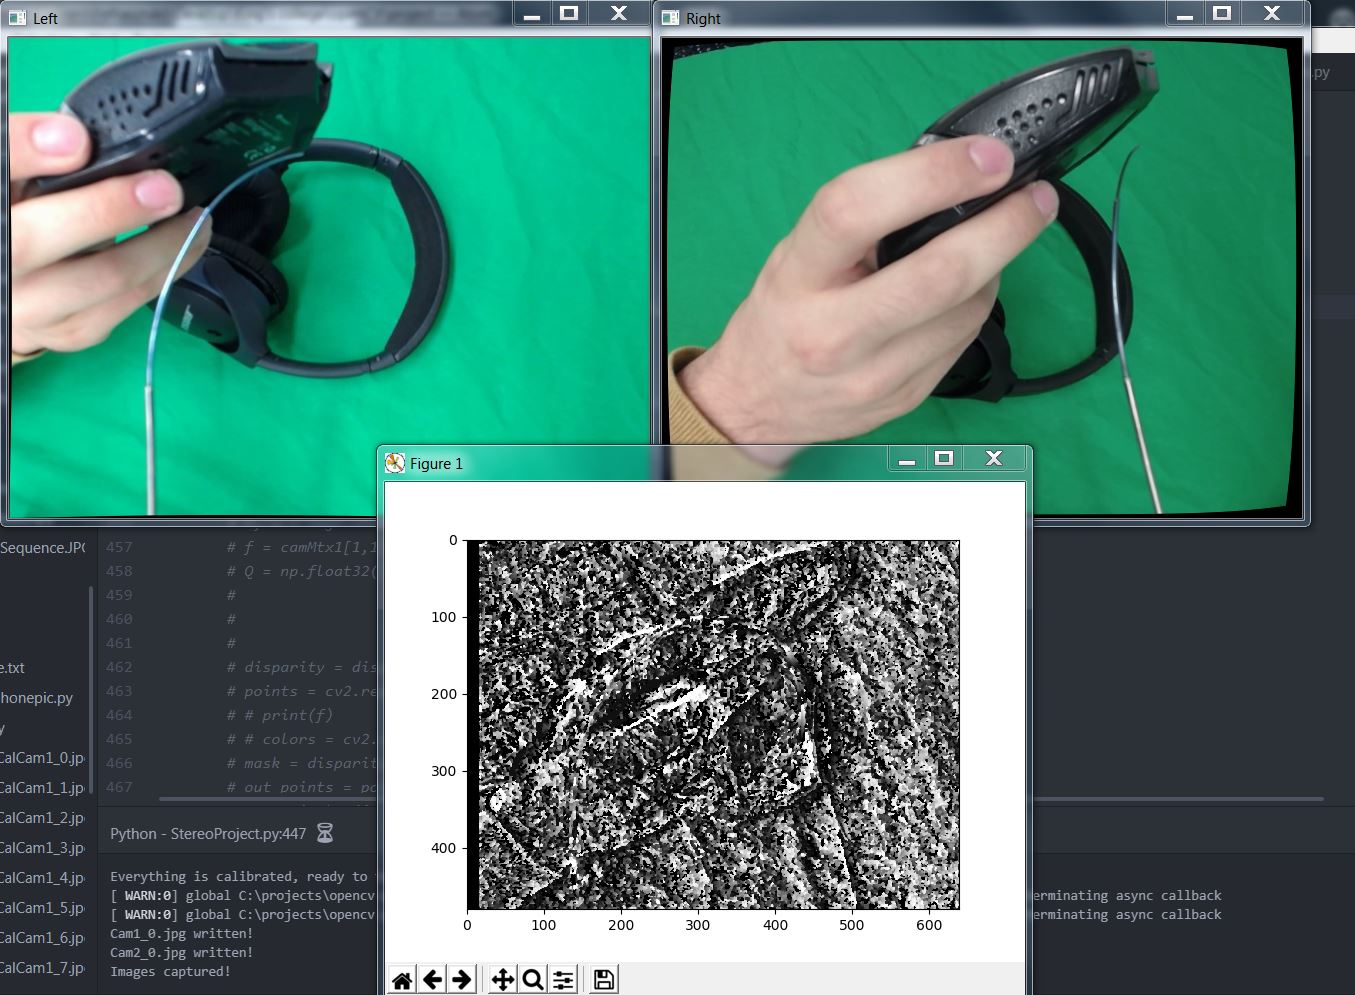 Left
Right
.py
Figure 1
Sequence.JPG
457 # f = camMtx1[1,1
458 # Q = np.float32(
459 #
460 #
461 #
e.txt
462 # disparity = dis
honepic.py
463 # points = cv2.re
y
464 # # print(f)
465 # # colors = cv2.
CalCam1_0.jp
466 # mask = disparit
CalCam1_1.jp
467 # out_points = po
CalCam1_2.jp
CalCam1_3.jp
CalCam1_4.jp
CalCam1_5.jp
CalCam1_6.jp
CalCam1_7.jp
Python - StereoProject.py:447
Everything is calibrated, ready to
[ WARN:0] global C:\projects\opencv
erminating async callback
[ WARN:0] global C:\projects\opencv
erminating async callback
Cam1_0.jpg written!
Cam2_0.jpg written!
Images captured!
0
100
200
300
400
0 100 200 300 400 500 600